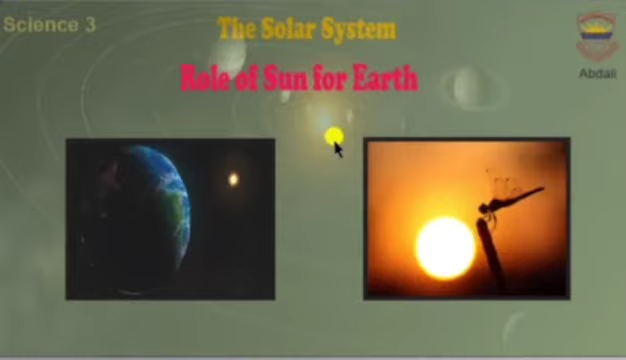 Science 3
The Solar System
Role of Sun for Earth
Abdali